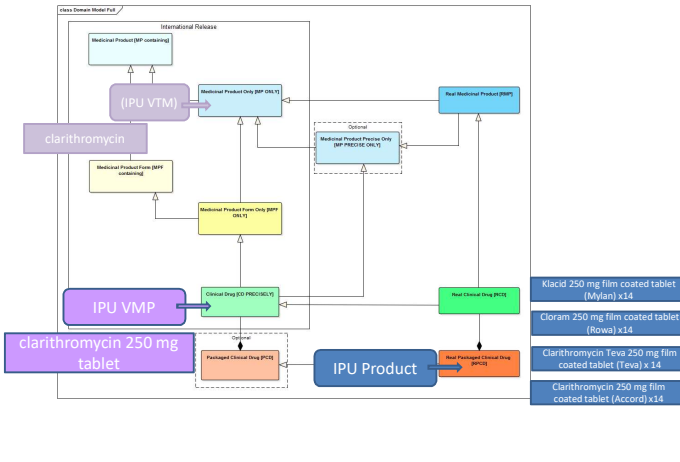 class Domain Model Full
International Release
Medicinal Product [MP containing]
(IPU VTM)
Medicinal Product Only [MP ONLY]
Real Medicinal Product [RMP]
clarithromycin
Optional
Medicinal Product Precise Only
[MP PRECISE ONLY]
Medicinal Product Form [MPF
containing]
Medicinal Product Form Only [MPF
ONLY]
IPU VMP
Clinical Drug [CD PRECISELY]
Real Clinical Drug [RCD]
Klacid 250 mg film coated tablet
(Mylan) x14
Cloram 250 mg film coated tablet
(Rowa) x14
clarithromycin 250 mg
tablet
Optional
Packaged Clinical Drug [PCD]
IPU Product
Real Packaged Clinical Drug
[RPCD]
Clarithromycin Teva 250 mg film
coated tablet (Teva) x 14
Clarithromycin 250 mg film
coated tablet (Accord) x14